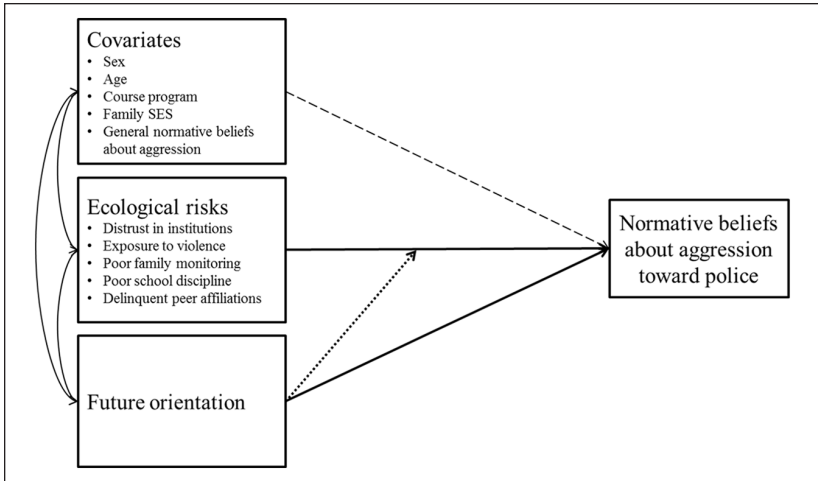 Covariates
• Sex
• Age
• Course program
• Family SES
• General normative beliefs
about aggression
Ecological risks
• Distrust in institutions
• Exposure to violence
• Poor family monitoring
• Poor school discipline
• Delinquent peer affiliations
Future orientation
Normative beliefs
about aggression
toward police